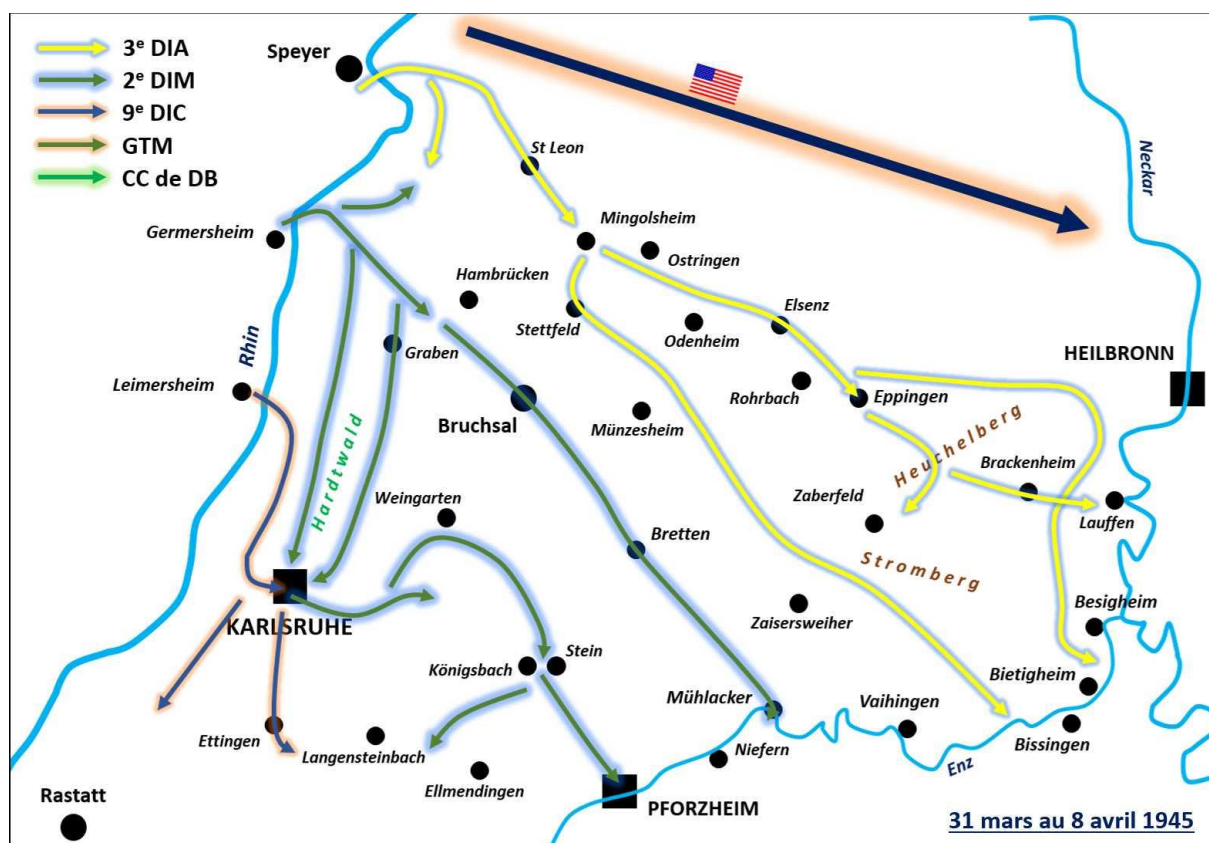 3e DIA
2e DIM
9e DIC
GTM
CC de DB
Speyer
Neckar
St Leon
Mingolsheim
Germersheim
Ostringen
Hambrücken
Elsenz
Stettfeld
Odenheim
Rhin
Graben
HEILBRONN
Leimersheim
Rohrbach
Eppingen
Bruchsal
Münzesheim
Heuchelberg
Hardtwald
Brackenheim
Weingarten
Zaberfeld
Lauffen
Bretten
Stromberg
KARLSRUHE
Zaisersweiher
Besigheim
Königsbach
Stein
Bietigheim
Mühlacker
Vaihingen
Ettingen
Langensteinbach
Niefern
Bissingen
Enz
Ellmendingen
Rastatt
PFORZHEIM
31 mars au 8 avril 1945